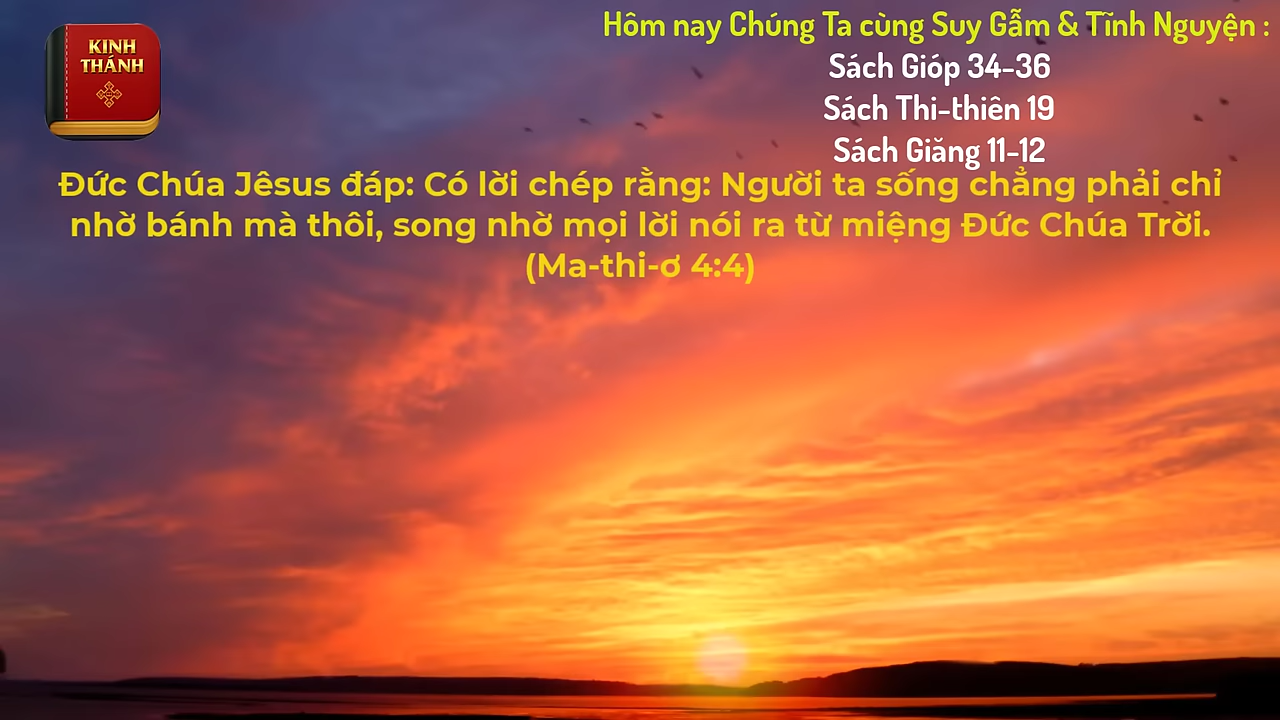 KINH
THÁNH
Hôm nay Chúng Ta cùng Suy Gẫm & Tĩnh Nguyện :
Sách Gióp 34-36
Sách Thi-thiên 19
Sách Giăng 11-12
Đức Chúa Jêsus đáp: Có lời chép rằng: Người ta sống chẳng phải chỉ
nhờ bánh mà thôi, song nhờ mọi lời nói ra từ miệng Đức Chúa Trời.
(Ma-thi-ơ 4:4)